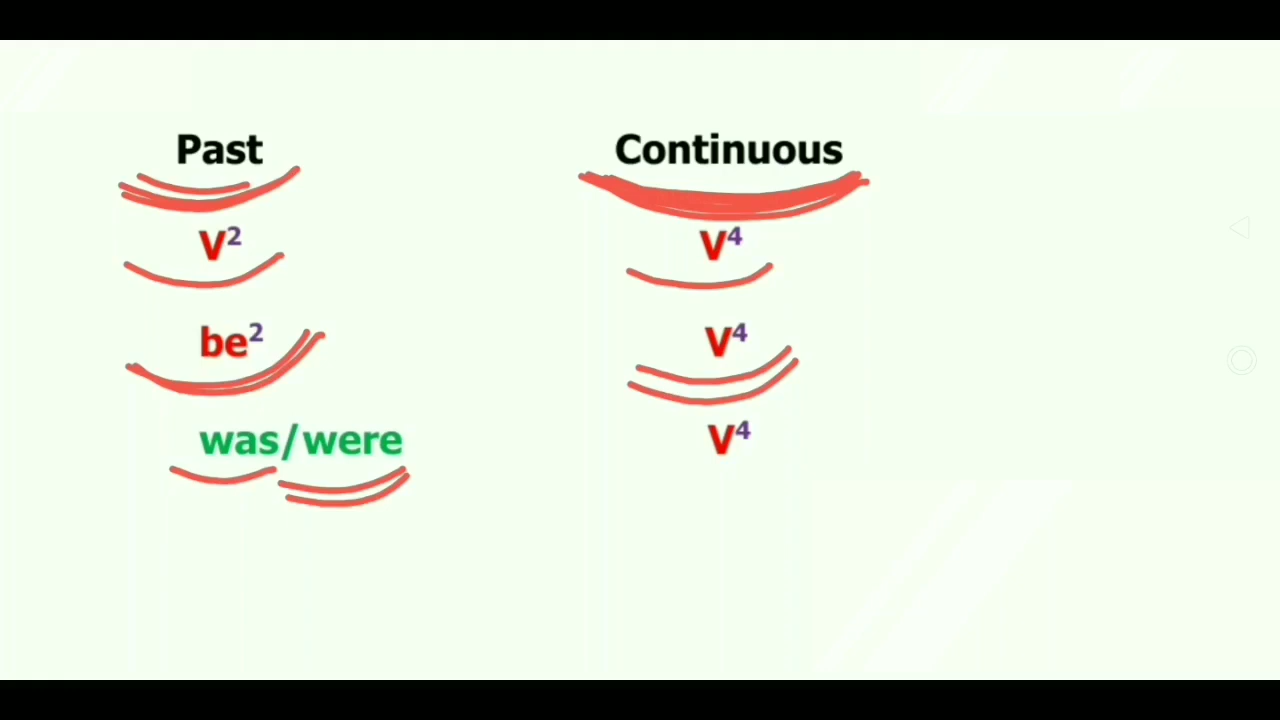 Past Continuous
V² V⁴
be² V⁴
was/were V⁴